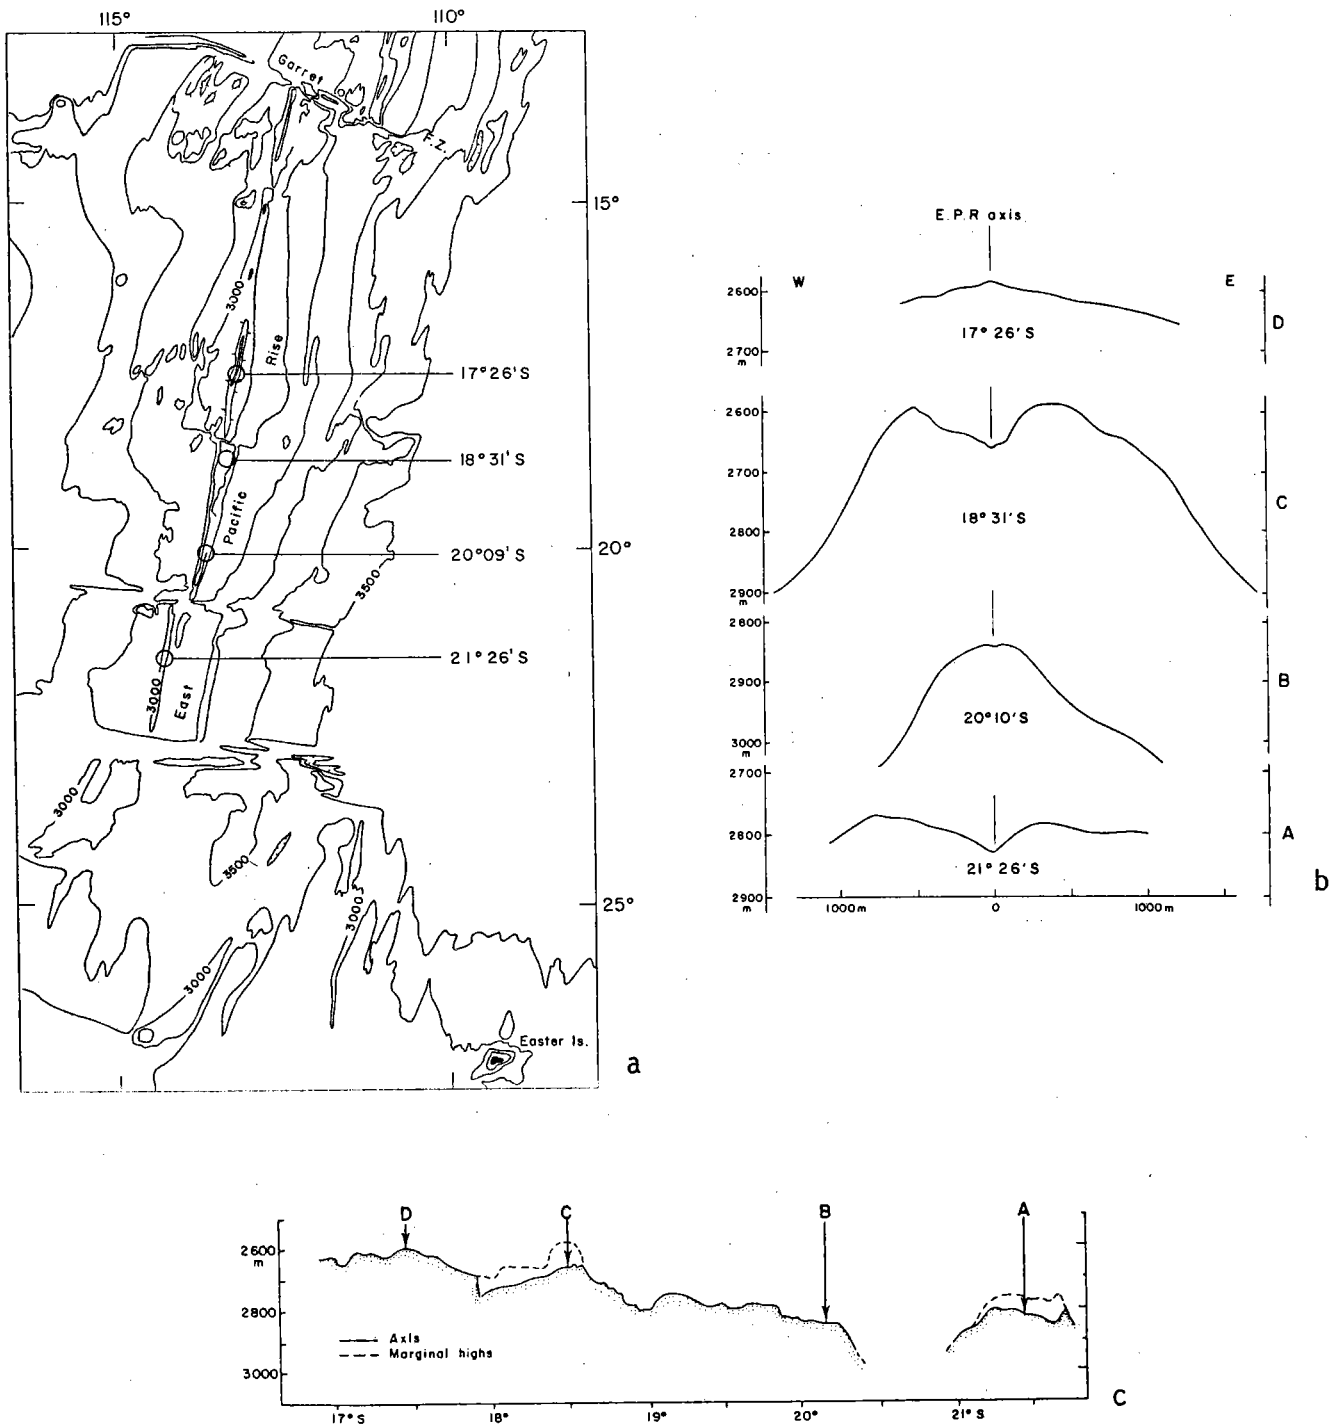 115°
110°
Garret
F.Z.
15°
3000
Rise
17°26'S
18°31'S
Pacific
20°09'S
20°
3500
21°26'S
3000
East
3000
3500
3000
25°
3000
Easter Is.
a
E.P.R axis
W
E
2600
2700
m
17°26'S
D
2600
2700
2800
2900
m
18°31'S
C
2800
2900
3000
m
20°10'S
B
2700
2800
2900
m
21°26'S
A
1000m
0
1000m
b
D
C
B
A
2600
m
2800
3000
Axis
Marginal highs
17°S
18°
19°
20°
21°S
C